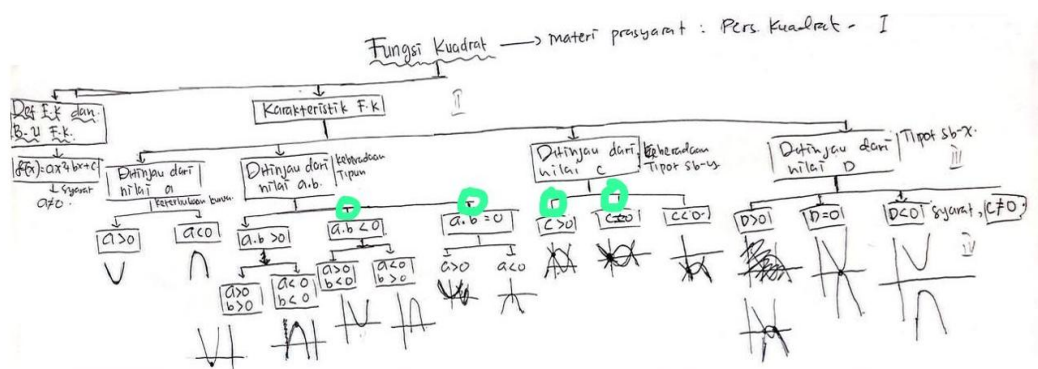 Fungsi Kuadrat → materi prasyarat : Pers. Kuadrat - I
Def F.K dan
B.U F.K.
f(x) = ax²+bx+c
Syarat
a≠0
Karakteristik F.K
II
Ditinjau dari
nilai a
keterbukaan kurva
a>0
a<0
Ditinjau dari
nilai a.b.
keberadaan
Tipun
a.b >0
a>0
b>0
a<0
b<0
a.b <0
a>0
b<0
a<0
b>0
a.b =0
a>0
a<0
Ditinjau dari
nilai C
keberadaan
Tipot sb-y
C>0
C=0
C<0
Ditinjau dari
nilai D
Tipot sb-x.
III
D>0
D=0
D<0
syarat, C≠0
IV